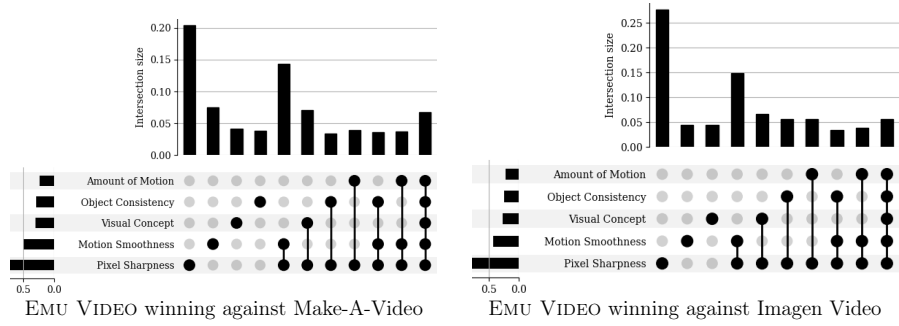 0.20
0.15
0.10
0.05
0.00
Intersection size
Amount of Motion
Object Consistency
Visual Concept
Motion Smoothness
Pixel Sharpness
0.5 0.0
EMU VIDEO winning against Make-A-Video
0.25
0.20
0.15
0.10
0.05
0.00
Intersection size
Amount of Motion
Object Consistency
Visual Concept
Motion Smoothness
Pixel Sharpness
0.5 0.0
EMU VIDEO winning against Imagen Video